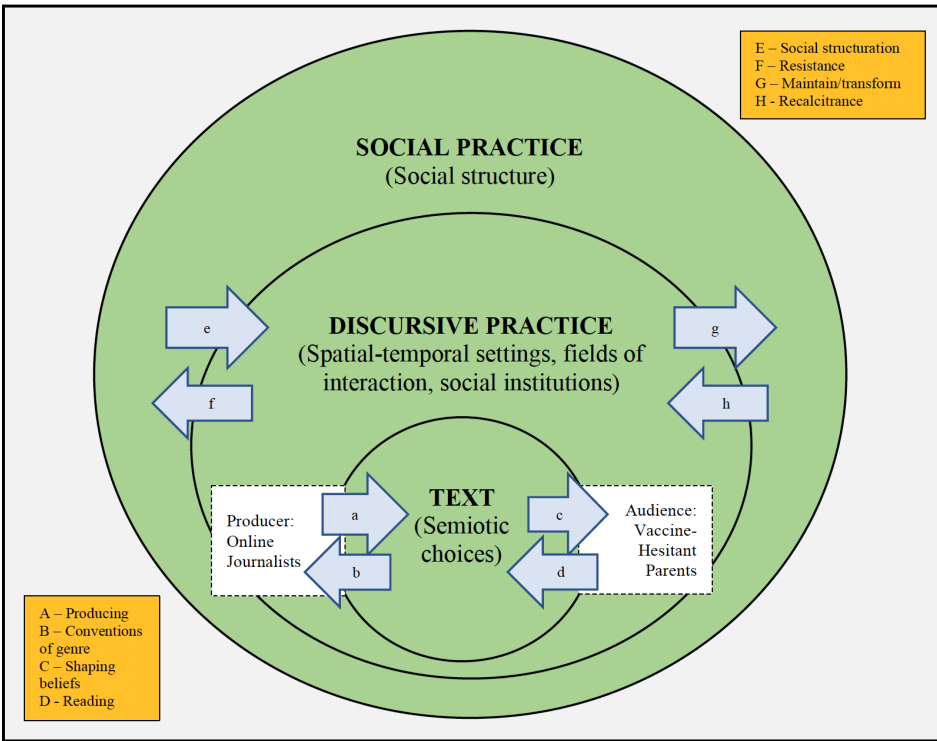 E – Social structuration
F – Resistance
G – Maintain/transform
H - Recalcitrance
SOCIAL PRACTICE
(Social structure)
e
g
DISCURSIVE PRACTICE
(Spatial-temporal settings, fields of
interaction, social institutions)
f
h
Producer:
Online
Journalists
a
b
TEXT
(Semiotic
choices)
c
d
Audience:
Vaccine-
Hesitant
Parents
A – Producing
B – Conventions
of genre
C – Shaping
beliefs
D - Reading